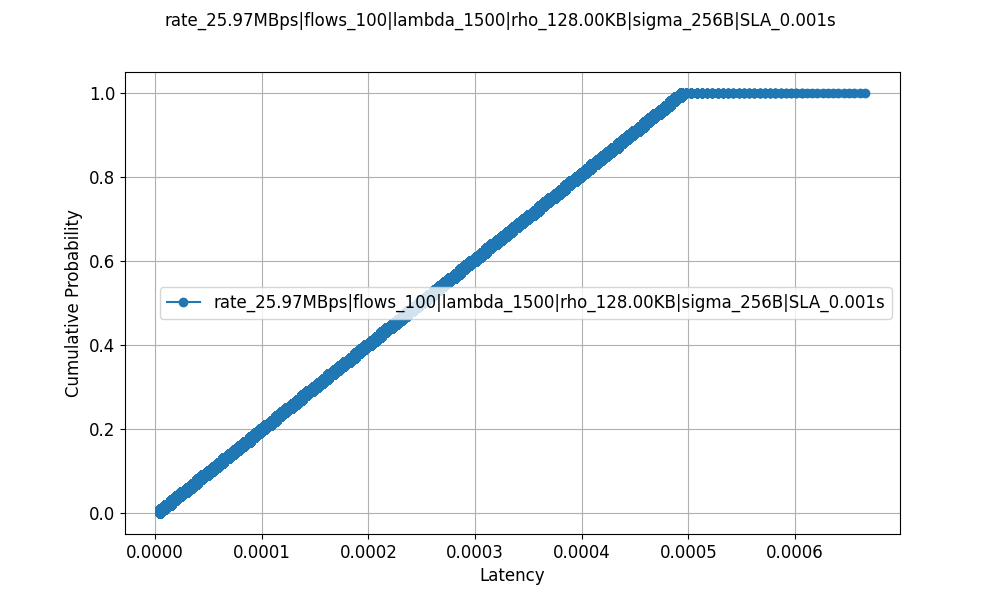 rate_25.97MBps|flows_100|lambda_1500|rho_128.00KB|sigma_256B|SLA_0.001s
1.0
0.8
0.6
0.4
0.2
0.0
Cumulative Probability
rate_25.97MBps|flows_100|lambda_1500|rho_128.00KB|sigma_256B|SLA_0.001s
0.0000 0.0001 0.0002 0.0003 0.0004 0.0005 0.0006
Latency